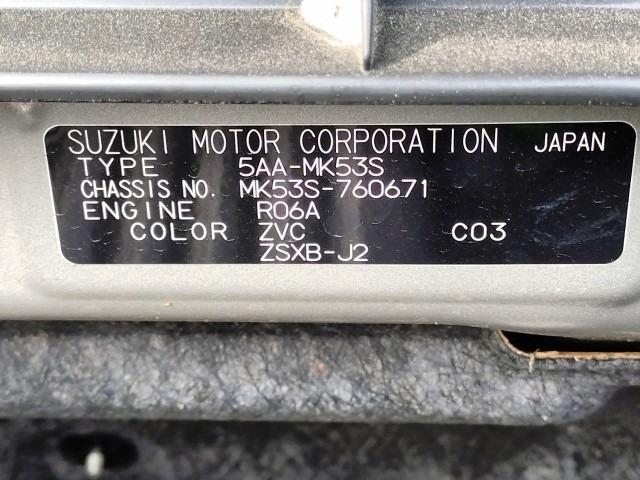 SUZUKI MOTOR CORPORATION JAPAN
TYPE 5AA-MK53S
CHASSIS NO. MK53S-760671
ENGINE R06A
COLOR ZVC C03
ZSXB-J2